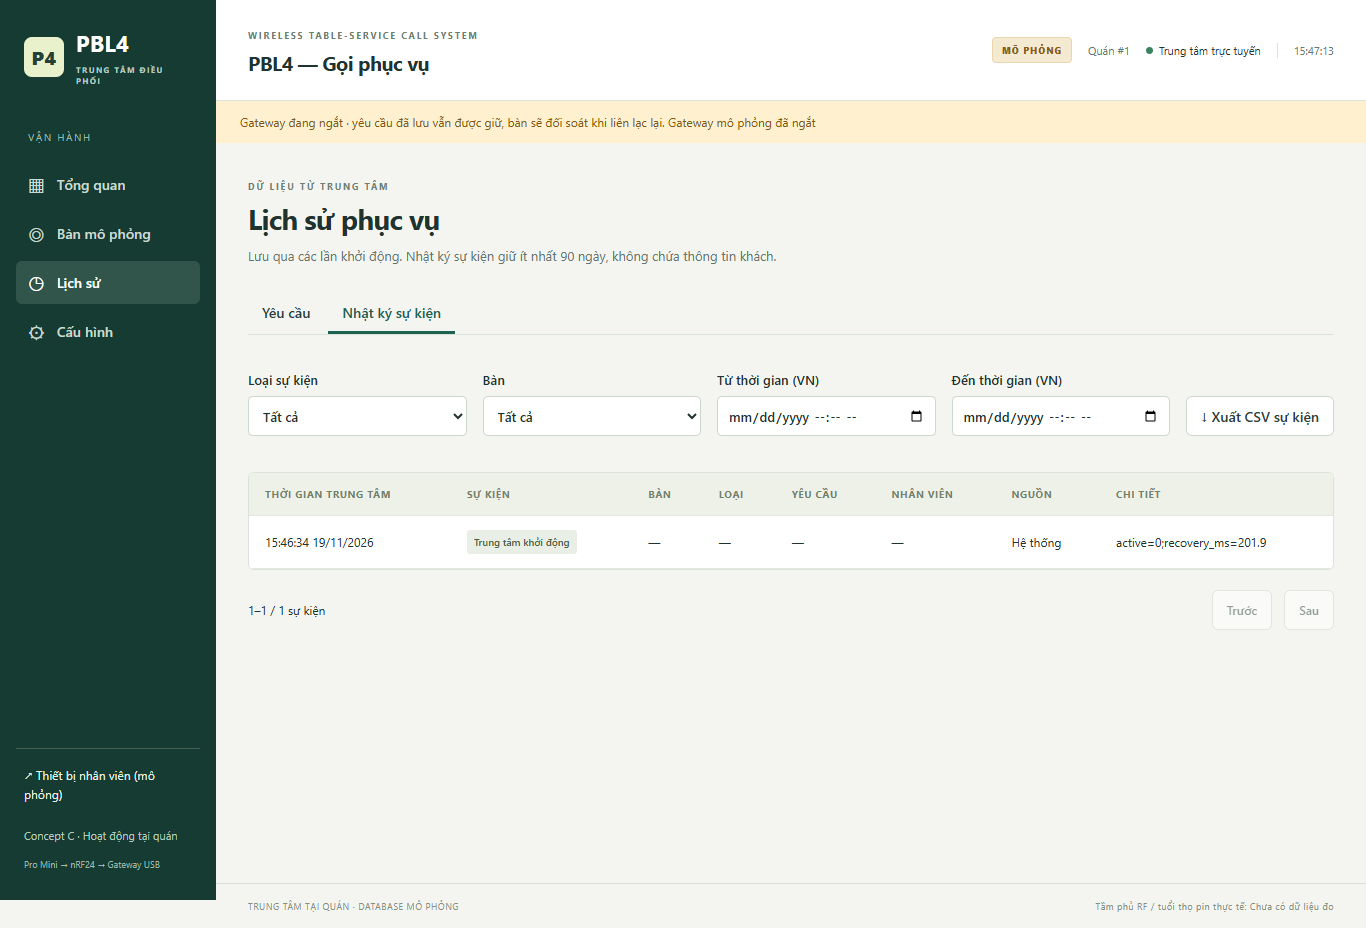 P4
PBL4
TRUNG TÂM ĐIỀU
PHỐI
VẬN HÀNH
Tổng quan
Bàn mô phỏng
Lịch sử
Cấu hình
↗ Thiết bị nhân viên (mô
phỏng)
Concept C · Hoạt động tại quán
Pro Mini → nRF24 → Gateway USB
WIRELESS TABLE-SERVICE CALL SYSTEM
PBL4 — Gọi phục vụ
MÔ PHỎNG
Quán #1
Trung tâm trực tuyến
15:47:13
Gateway đang ngắt · yêu cầu đã lưu vẫn được giữ, bàn sẽ đối soát khi liên lạc lại. Gateway mô phỏng đã ngắt
DỮ LIỆU TỪ TRUNG TÂM
Lịch sử phục vụ
Lưu qua các lần khởi động. Nhật ký sự kiện giữ ít nhất 90 ngày, không chứa thông tin khách.
Yêu cầu
Nhật ký sự kiện
Loại sự kiện
Bàn
Từ thời gian (VN)
Đến thời gian (VN)
Tất cả
Tất cả
mm/dd/yyyy --:-- --
mm/dd/yyyy --:-- --
↓ Xuất CSV sự kiện
THỜI GIAN TRUNG TÂM
SỰ KIỆN
BÀN
LOẠI
YÊU CẦU
NHÂN VIÊN
NGUỒN
CHI TIẾT
15:46:34 19/11/2026
Trung tâm khởi động
—
—
—
—
Hệ thống
active=0;recovery_ms=201.9
1–1 / 1 sự kiện
Trước
Sau
TRUNG TÂM TẠI QUÁN · DATABASE MÔ PHỎNG
Tầm phủ RF / tuổi thọ pin thực tế: Chưa có dữ liệu đo